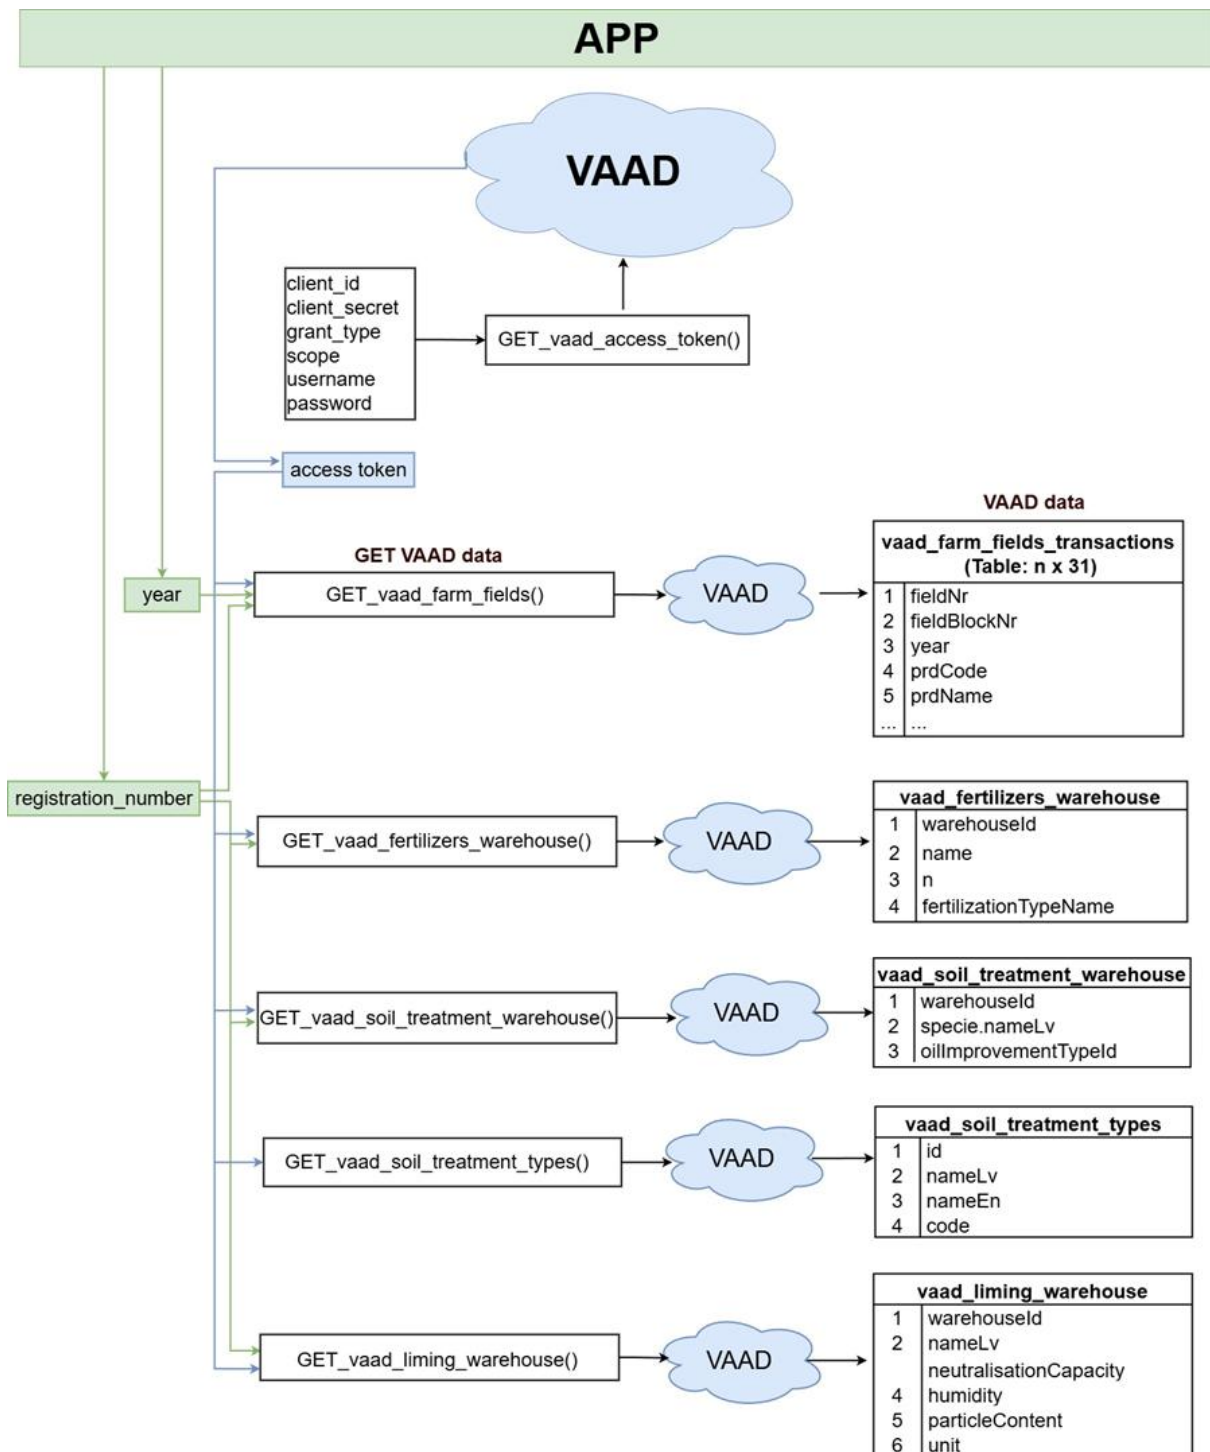 APP
VAAD
client_id
client_secret
grant_type
scope
username
password
GET_vaad_access_token()
access token
VAAD data
GET VAAD data
year
GET_vaad_farm_fields()
VAAD
vaad_farm_fields_transactions
(Table: n x 31)
1 fieldNr
2 fieldBlockNr
3 year
4 prdCode
5 prdName
... ...
registration_number
GET_vaad_fertilizers_warehouse()
VAAD
vaad_fertilizers_warehouse
1 warehouseId
2 name
3 n
4 fertilizationTypeName
GET_vaad_soil_treatment_warehouse()
VAAD
vaad_soil_treatment_warehouse
1 warehouseId
2 specie.nameLv
3 oilImprovementTypeId
GET_vaad_soil_treatment_types()
VAAD
vaad_soil_treatment_types
1 id
2 nameLv
3 nameEn
4 code
GET_vaad_liming_warehouse()
VAAD
vaad_liming_warehouse
1 warehouseId
2 nameLv
neutralisationCapacity
4 humidity
5 particleContent
6 unit